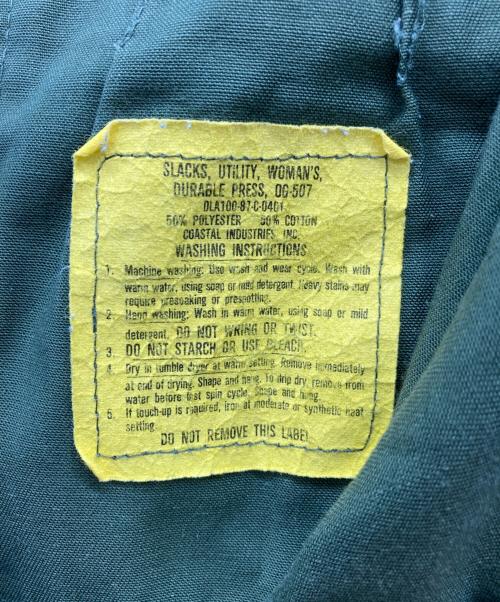 SLACKS, UTILITY, WOMAN'S,
DURABLE PRESS, OG-507
DLA100-87-C-0401
50% POLYESTER 50% COTTON
COASTAL INDUSTRIES, INC.
WASHING INSTRUCTIONS
1. Machine washing: Use wash and wear cycle. Wash with
warm water, using soap or mild detergent. Heavy stains may
require presoaking or prespotting.
2. Hand washing: Wash in warm water, using soap or mild
detergent. DO NOT WRING OR TWIST.
3. DO NOT STARCH OR USE BLEACH.
4. Dry in tumble dryer at warm setting. Remove immediately
at end of drying. Shape and hang. To drip dry, remove from
water before last spin cycle. Shape and hang.
5. If touch-up is required, iron at moderate or synthetic heat
setting.
DO NOT REMOVE THIS LABEL